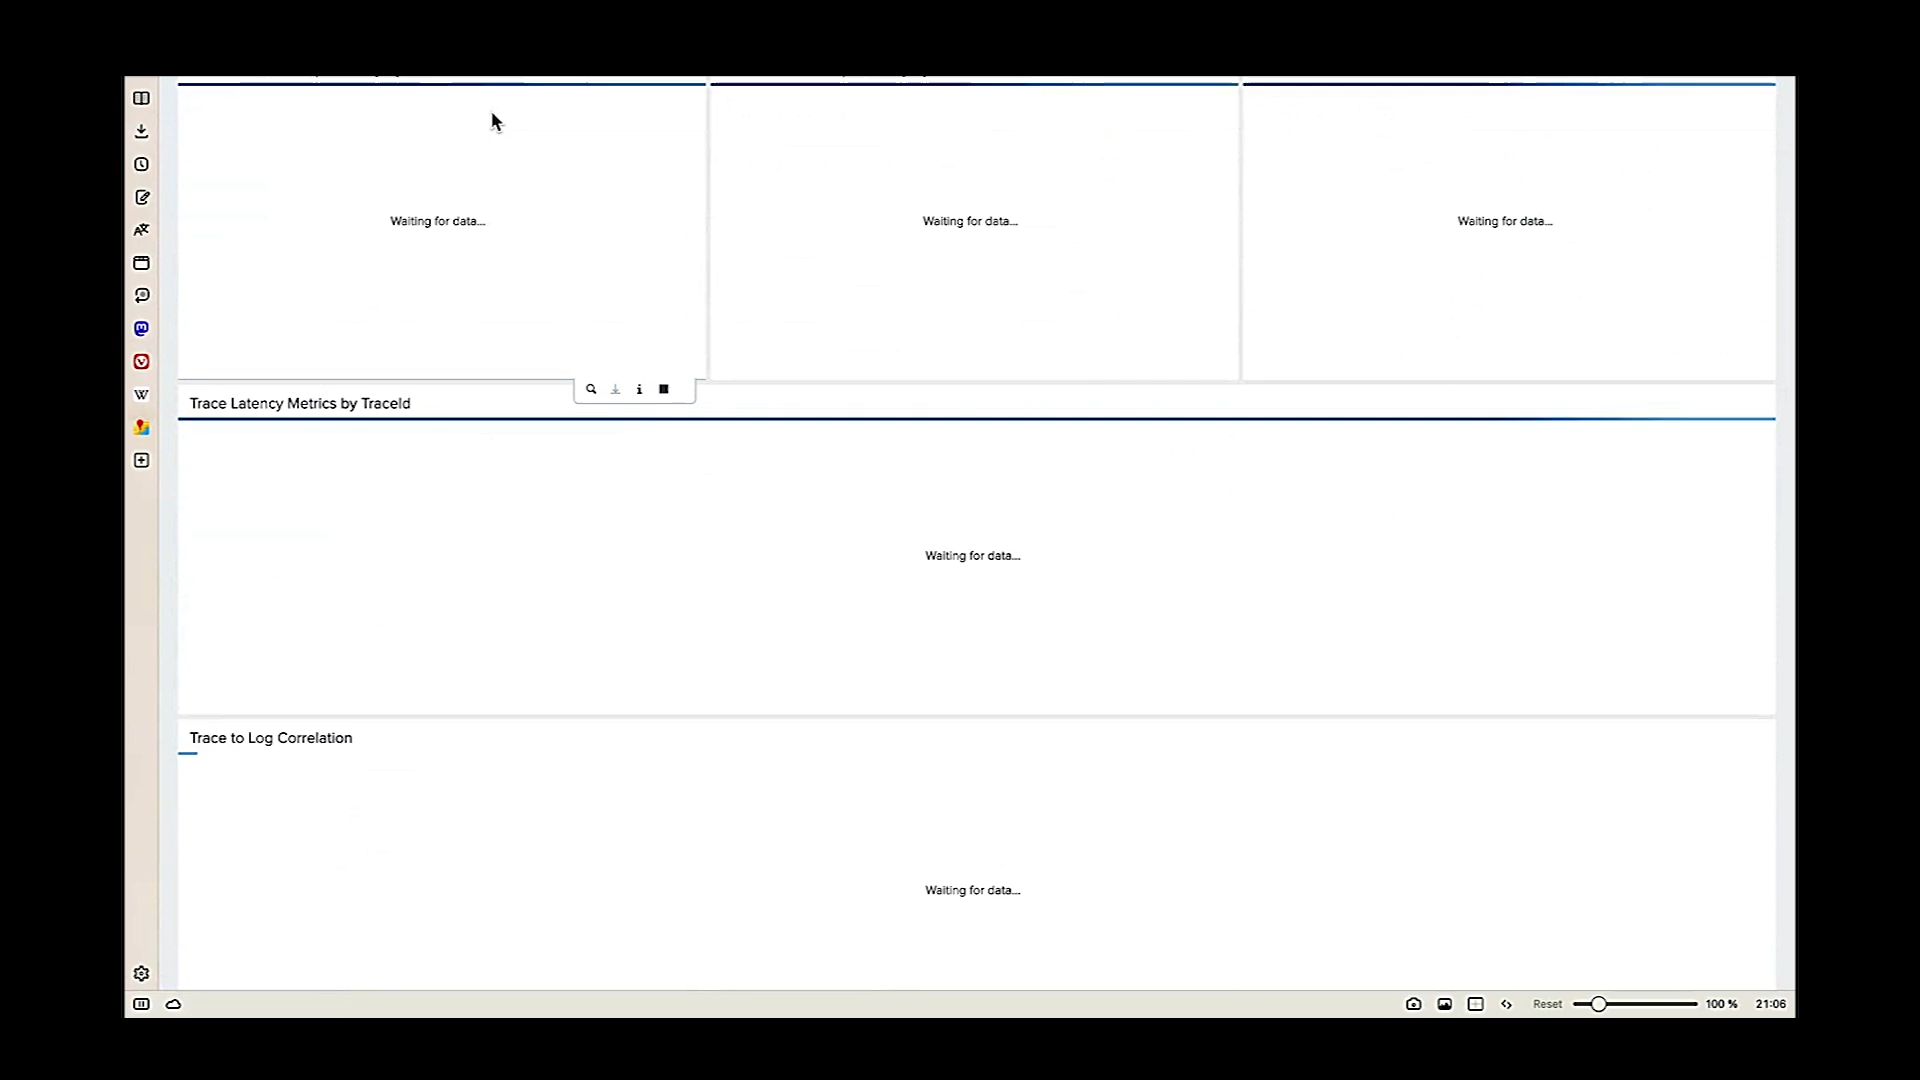 Waiting for data...
Waiting for data...
Waiting for data...
Trace Latency Metrics by TraceId
Waiting for data...
Trace to Log Correlation
Waiting for data...
Reset
100 %
21:06